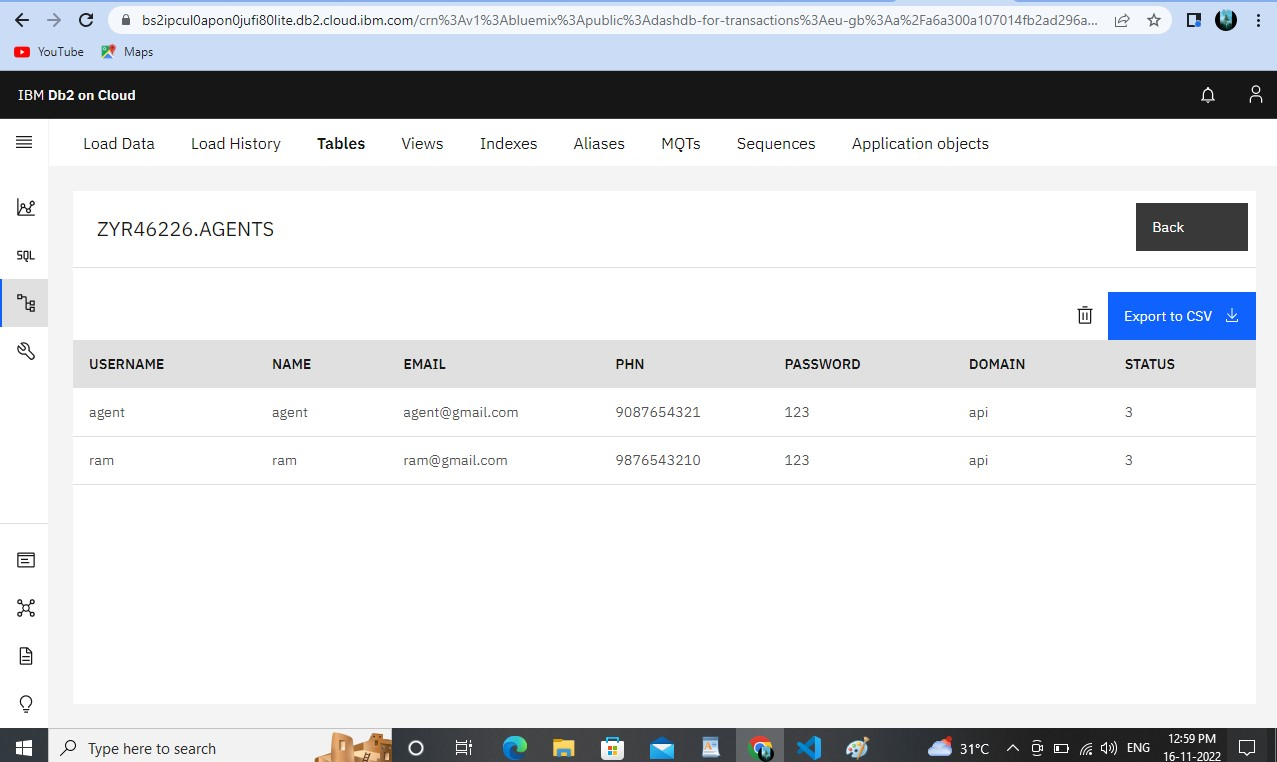 bs2ipcul0apon0jufi80lite.db2.cloud.ibm.com/crn%3Av1%3Abluemix%3Apublic%3Adashdb-for-transactions%3Aeu-gb%3Aa%2Fa6a300a107014fb2ad296a...
YouTube Maps
IBM Db2 on Cloud
Load Data Load History Tables Views Indexes Aliases MQTs Sequences Application objects
ZYR46226.AGENTS
Back
SQL
Export to CSV
USERNAME NAME EMAIL PHN PASSWORD DOMAIN STATUS
agent agent agent@gmail.com 9087654321 123 api 3
ram ram ram@gmail.com 9876543210 123 api 3
Type here to search
31°C
ENG
12:59 PM
16-11-2022